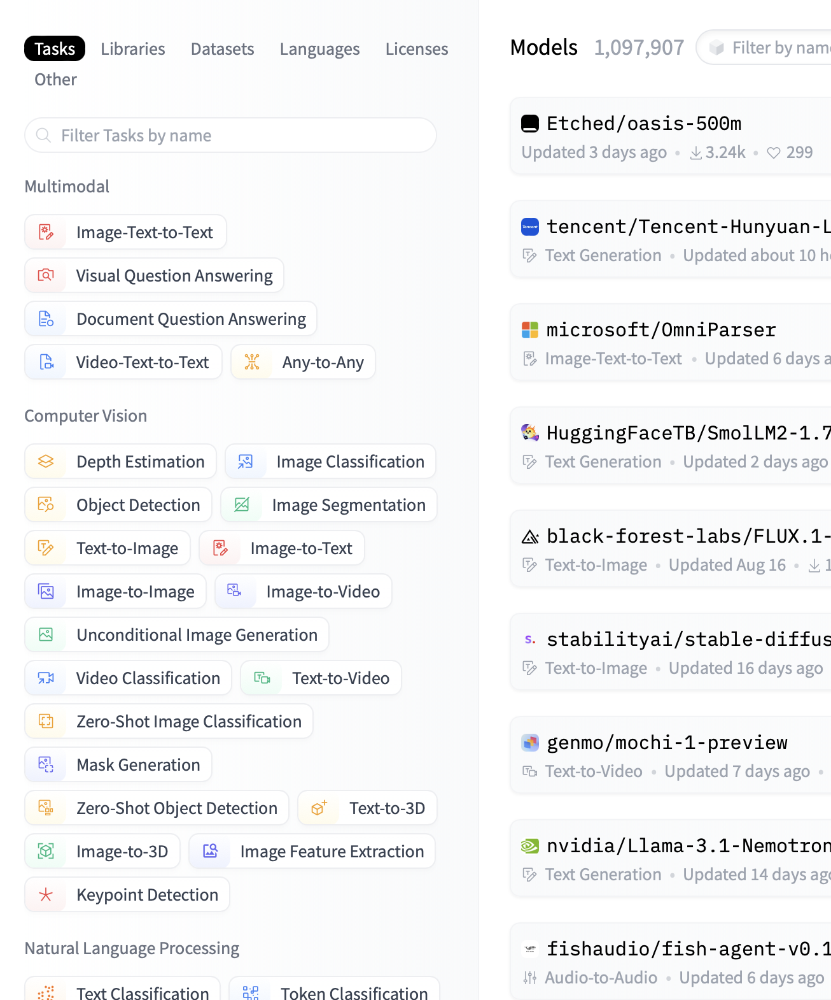 Tasks Libraries Datasets Languages Licenses
Other
Filter Tasks by name
Multimodal
Image-Text-to-Text
Visual Question Answering
Document Question Answering
Video-Text-to-Text Any-to-Any
Computer Vision
Depth Estimation Image Classification
Object Detection Image Segmentation
Text-to-Image Image-to-Text
Image-to-Image Image-to-Video
Unconditional Image Generation
Video Classification Text-to-Video
Zero-Shot Image Classification
Mask Generation
Zero-Shot Object Detection Text-to-3D
Image-to-3D Image Feature Extraction
Keypoint Detection
Natural Language Processing
Text Classification Token Classification
Models 1,097,907 Filter by name
Etched/oasis-500m
Updated 3 days ago • 3.24k • 299
Tencent tencent/Tencent-Hunyuan-L
Text Generation • Updated about 10 h
microsoft/OmniParser
Image-Text-to-Text • Updated 6 days a
HuggingFaceTB/SmolLM2-1.7
Text Generation • Updated 2 days ago
black-forest-labs/FLUX.1-
Text-to-Image • Updated Aug 16 • 1
s. stabilityai/stable-diffus
Text-to-Image • Updated 16 days ago
genmo/mochi-1-preview
Text-to-Video • Updated 7 days ago •
nvidia/Llama-3.1-Nemotron
Text Generation • Updated 14 days ago
fishaudio/fish-agent-v0.1
Audio-to-Audio • Updated 6 days ago